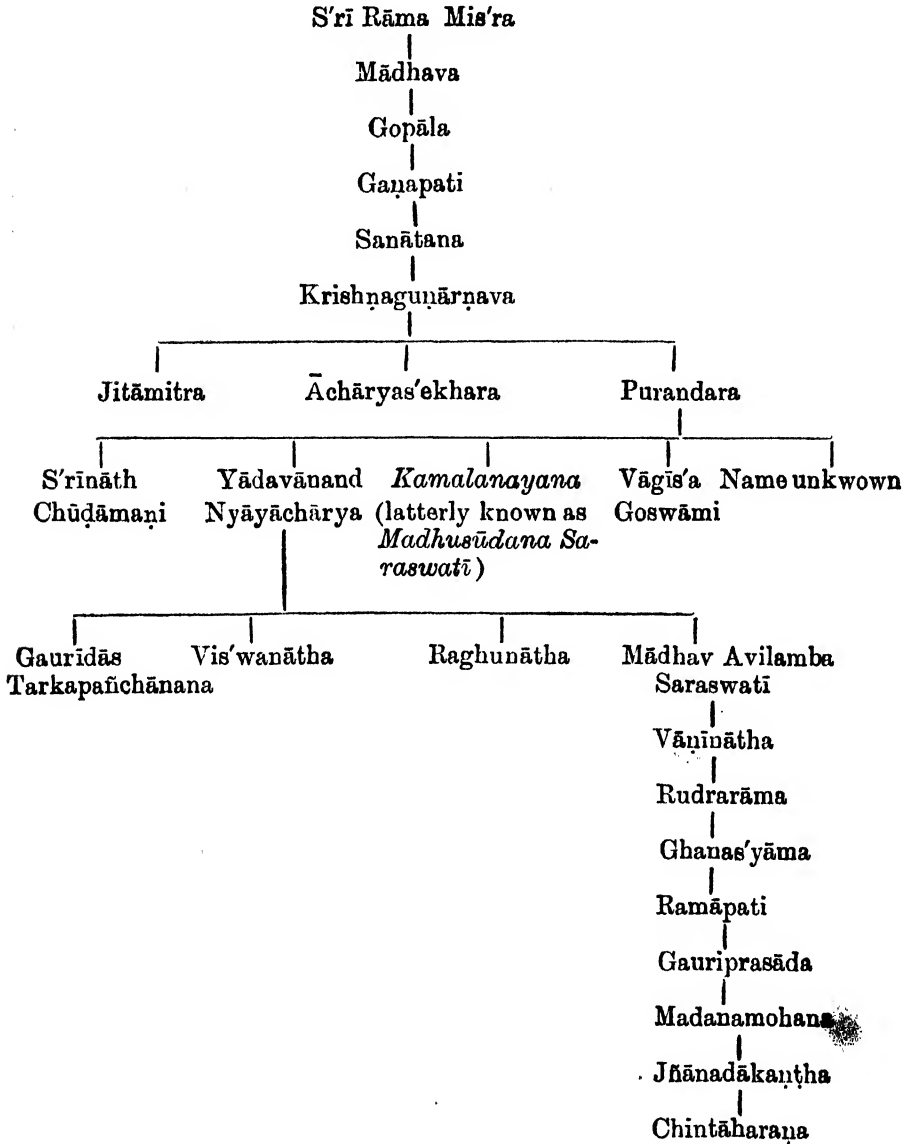 S'rī Rāma Mis'ra
Mādhava
Gopāla
Gaṇapati
Sanātana
Krishṇaguṇārṇava
Jitāmitra Āchāryas'ekhara Purandara
S'rīnāth Yādavānand Kamalanayana Vāgīs'a Name unkwown
Chūḍāmaṇi Nyāyāchārya (latterly known as Goswāmi
Madhusūdana Sa-
raswatī)
Gaurīdās Vis'wanātha Raghunātha Mādhav Avilamba
Tarkapañchānana Saraswatī
Vāṇīnātha
Rudrarāma
Ghanas'yāma
Ramāpati
Gauriprasāda
Madanamohana
Jñānadākaṇṭha
Chintāharaṇa